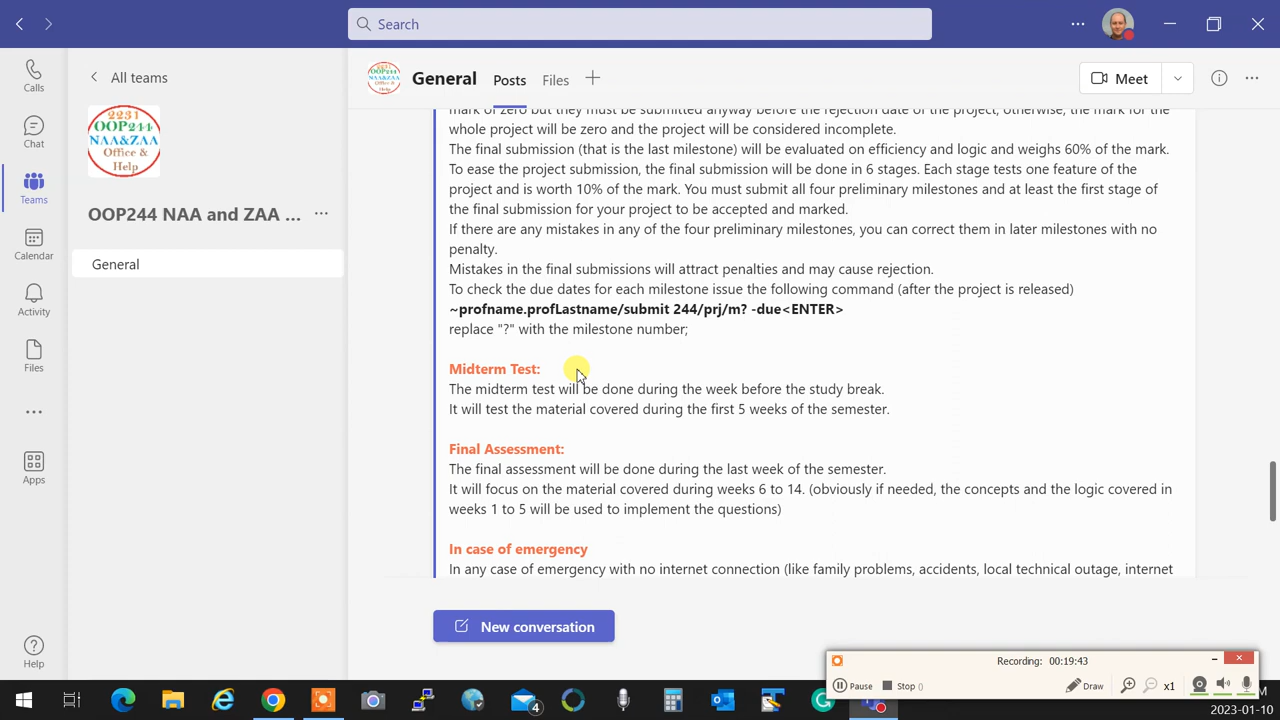 Search
Calls
Chat
Teams
Calendar
Activity
Files
Apps
Help
All teams
2231
OOP244
NAA&ZAA
Office &
Help
OOP244 NAA and ZAA ...
General
OOP244
NAA&ZAA
General
Posts
Files
Meet
mark of zero but they must be submitted anyway before the rejection date of the project, otherwise, the mark for the
whole project will be zero and the project will be considered incomplete.
The final submission (that is the last milestone) will be evaluated on efficiency and logic and weighs 60% of the mark.
To ease the project submission, the final submission will be done in 6 stages. Each stage tests one feature of the
project and is worth 10% of the mark. You must submit all four preliminary milestones and at least the first stage of
the final submission for your project to be accepted and marked.
If there are any mistakes in any of the four preliminary milestones, you can correct them in later milestones with no
penalty.
Mistakes in the final submissions will attract penalties and may cause rejection.
To check the due dates for each milestone issue the following command (after the project is released)
~profname.profLastname/submit 244/prj/m? -due<ENTER>
replace "?" with the milestone number;
Midterm Test:
The midterm test will be done during the week before the study break.
It will test the material covered during the first 5 weeks of the semester.
Final Assessment:
The final assessment will be done during the last week of the semester.
It will focus on the material covered during weeks 6 to 14. (obviously if needed, the concepts and the logic covered in
weeks 1 to 5 will be used to implement the questions)
In case of emergency
In any case of emergency with no internet connection (like family problems, accidents, local technical outage, internet
New conversation
Recording: 00:19:43
Pause
Stop ()
Draw
x1
4
M
2023-01-10